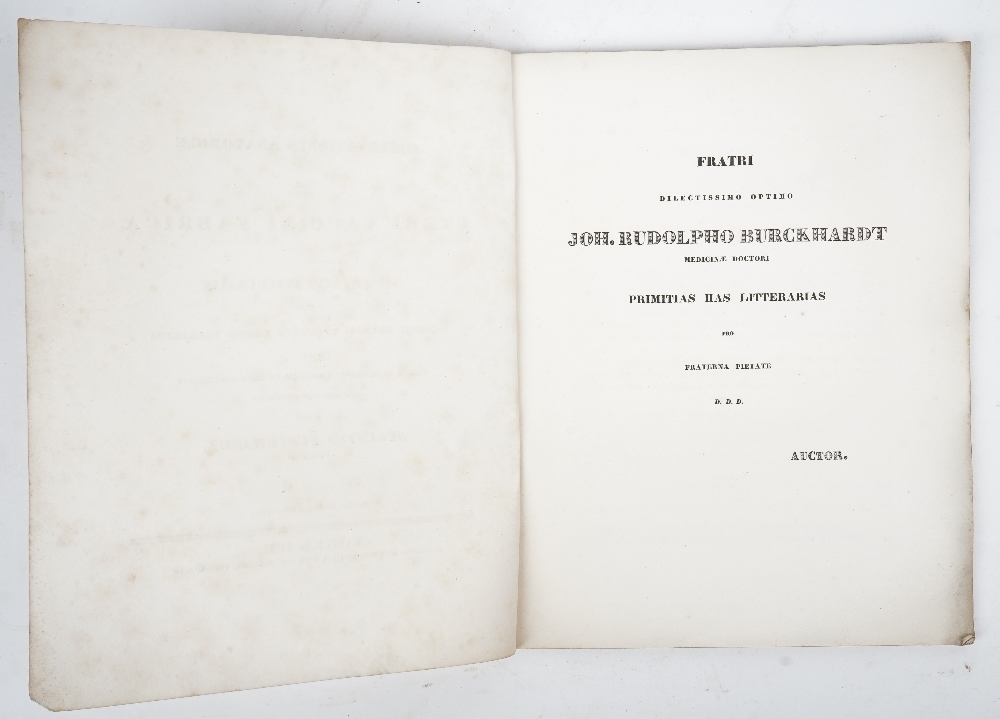 FRATRI
DILECTISSIMO OPTIMO
JOH. RUDOLPHO BURCKHARDT
MEDICINÆ DOCTORI
PRIMITIAS HAS LITTERARIAS
PRO
FRATERNA PIETATE
D. D. D.
AUCTOR.